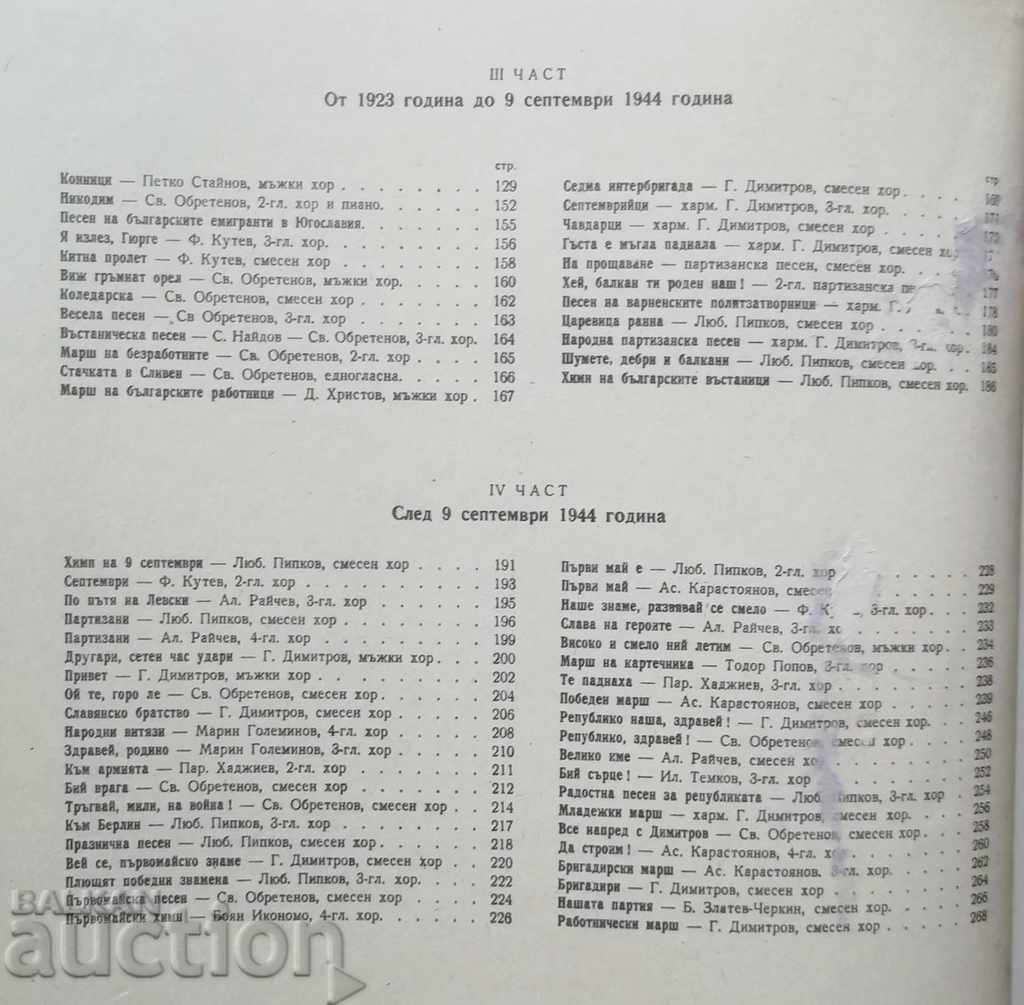 III ЧАСТ
От 1923 година до 9 септември 1944 година
стр.
Конници — Петко Стайнов, мъжки хор . . . . . . . . 129
Никодим — Св. Обретенов, 2-гл. хор и пиано. . . . . . 152
Песен на българските емигранти в Югославия. . . . . . 155
Я излез, Гюрге — Ф. Кутев, 3-гл. хор. . . . . . . . 156
Китна пролет — Ф. Кутев, смесен хор . . . . . . . . 158
Виж гръмнат орел — Св. Обретенов, мъжки хор. . . . . 160
Коледарска — Св. Обретенов, смесен хор . . . . . . . 162
Весела песен — Св Обретенов, 3-гл. хор . . . . . . . 163
Въстаническа песен — С. Найдов — Св. Обретенов, 3-гл. хор. 164
Марш на безработните — Св. Обретенов, 2-гл. хор . . . . 165
Стачката в Сливен — Св. Обретенов, едногласна. . . . . 166
Марш на българските работници — Д. Христов, мъжки хор . 167
стр
Седма интербригада — Г. Димитров, смесен хор. . . . .
Септемврийци — харм. Г. Димитров, 3-гл. хор. . . . . .
Чавдарци — харм. Г. Димитров, смесен хор . . . . . .
Гъста е мъгла паднала — харм. Г. Димитров, смесен хор
На прощаване — партизанска песен, смесен хор. . . . .
Хей, балкан ти роден наш! — 2-гл. партизанска 177
Песен на варненските политзатворници — харм. Г. 178
Царевица ранна — Люб. Пипков, смесен хор . . . . . 180
Народна партизанска песен — харм. Г. Димитров, хор. 184
Шумете, дебри и балкани — Люб. Пипков, смесен хор. . . 185
Химн на българските въстаници — Люб. Пипков, смесен хор. 186
IV ЧАСТ
След 9 септември 1944 година
Химн на 9 септември — Люб. Пипков, смесен хор . . . . 191
Септември — Ф. Кутев, 2-гл. хор . . . . . . . . . . 193
По пътя на Левски — Ал. Райчев, 3-гл. хор . . . . . . 195
Партизани — Люб. Пипков, смесен хор . . . . . . . . 196
Партизани — Ал. Райчев, 4-гл. хор . . . . . . . . . 199
Другари, сетен час удари — Г. Димитров, мъжки хор. . . 200
Привет — Г. Димитров, мъжки хор . . . . . . . . . 202
Ой те, горо ле — Св. Обретенов, смесен хор. . . . . . 204
Славянско братство — Г. Димитров, смесен хор . . . . . 206
Народни витязи — Марин Големинов, 4-гл. хор . . . . . 208
Здравей, родино — Марин Големинов, 3-гл. хор. . . . . . 210
Към армията — Пар. Хаджиев, 2-гл. хор . . . . . . . 211
Бий врага — Св. Обретенов, смесен хор . . . . . . . 212
Тръгвай, мили, на война! — Св. Обретенов, смесен хор . . 214
Към Берлин — Люб. Пипков, 3-гл. хор . . . . . . . . 217
Празнична песен — Люб. Пипков, смесен хор . . . . . . 218
Вей се, първомайско знаме — Г. Димитров, смесен хор . . 220
Плющят победни знамена — Люб. Пипков, 3-гл. хор. . . . 222
Първомайска песен — Св. Обретенов, смесен хор . . . . 224
Първомайски химн — Боян Икономо, 4-гл. хор. . . . . . 226
Първи май е — Люб. Пипков, 2-гл. хор . . . . . . . 228
Първи май — Ас. Карастоянов, смесен . . . . . . 229
Наше знаме, развявай се смело — Ф. 3-гл. хор. . . . 232
Слава на героите — Ал. Райчев, 3-гл. . . . . . . 233
Високо и смело ний летим — Св. Обретенов, мъжки хор. . 234
Марш на картечника — Тодор Попов, 3-гл. хор . . . . . 236
Те паднаха — Пар. Хаджиев, 3-гл. хор . . . . . . . . 238
Победен марш — Ас. Карастоянов, смесен хор . . . . . 239
Републико наша, здравей! — Г. Димитров, смесен хор. . . 246
Републико, здравей! — Св. Обретенов, смесен хор . . . . 248
Велико име — Ал. Райчев, смесен . . . . . . . 250
Бий сърце! — Ил. Темков, 3-гл. хор . . . . . . . . 252
Радостна песен за републиката — Люб. Пипков, 3-гл. хор . 254
Младежки марш — харм. Г. Димитров, смесен хор. . . . . 256
Все напред с Димитров — Св. Обретенов, смесен хор. . . 258
Да строим! — Ас. Карастоянов, 4-гл. . . . . . . 260
Бригадирски марш — Ас. Карастоянов. 3-гл. хор. . . . . 262
Бригадири — Г. Димитров, смесен хор . . . . . . . . 264
Нашата партия — Б. Златев-Черкин, смесен хор. . . . . 266
Работнически марш — Г. Димитров, смесен хор . . . . . 268
BALKAN
auction